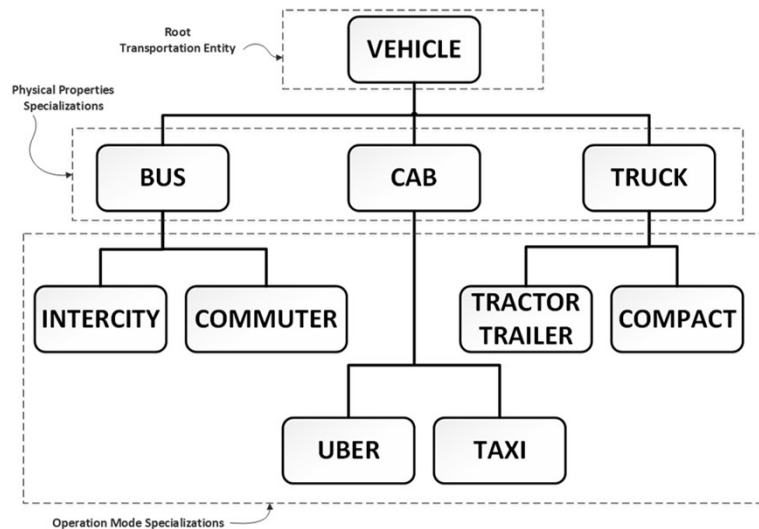 Root
Transportation Entity
VEHICLE
Physical Properties
Specializations
BUS
CAB
TRUCK
INTERCITY
COMMUTER
TRACTOR
TRAILER
COMPACT
UBER
TAXI
Operation Mode Specializations